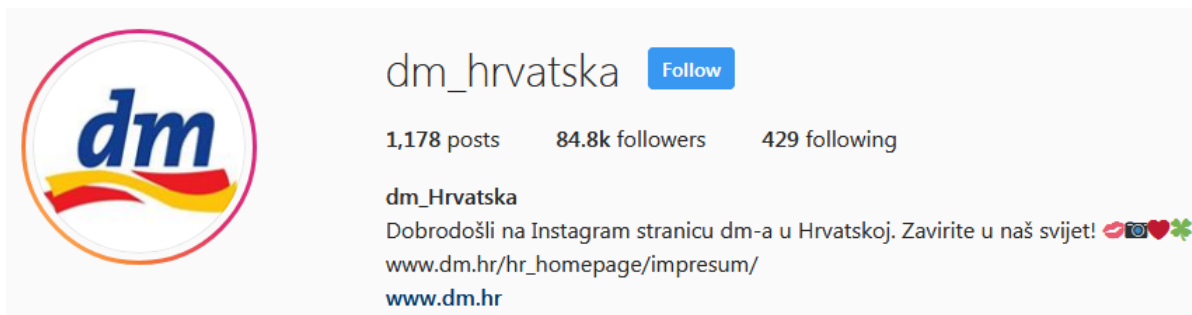 dm
dm_hrvatska Follow
1,178 posts 84.8k followers 429 following
dm_Hrvatska
Dobrodošli na Instagram stranicu dm-a u Hrvatskoj. Zavirite u naš svijet! 💋📷❤️🍀
www.dm.hr/hr_homepage/impresum/
www.dm.hr